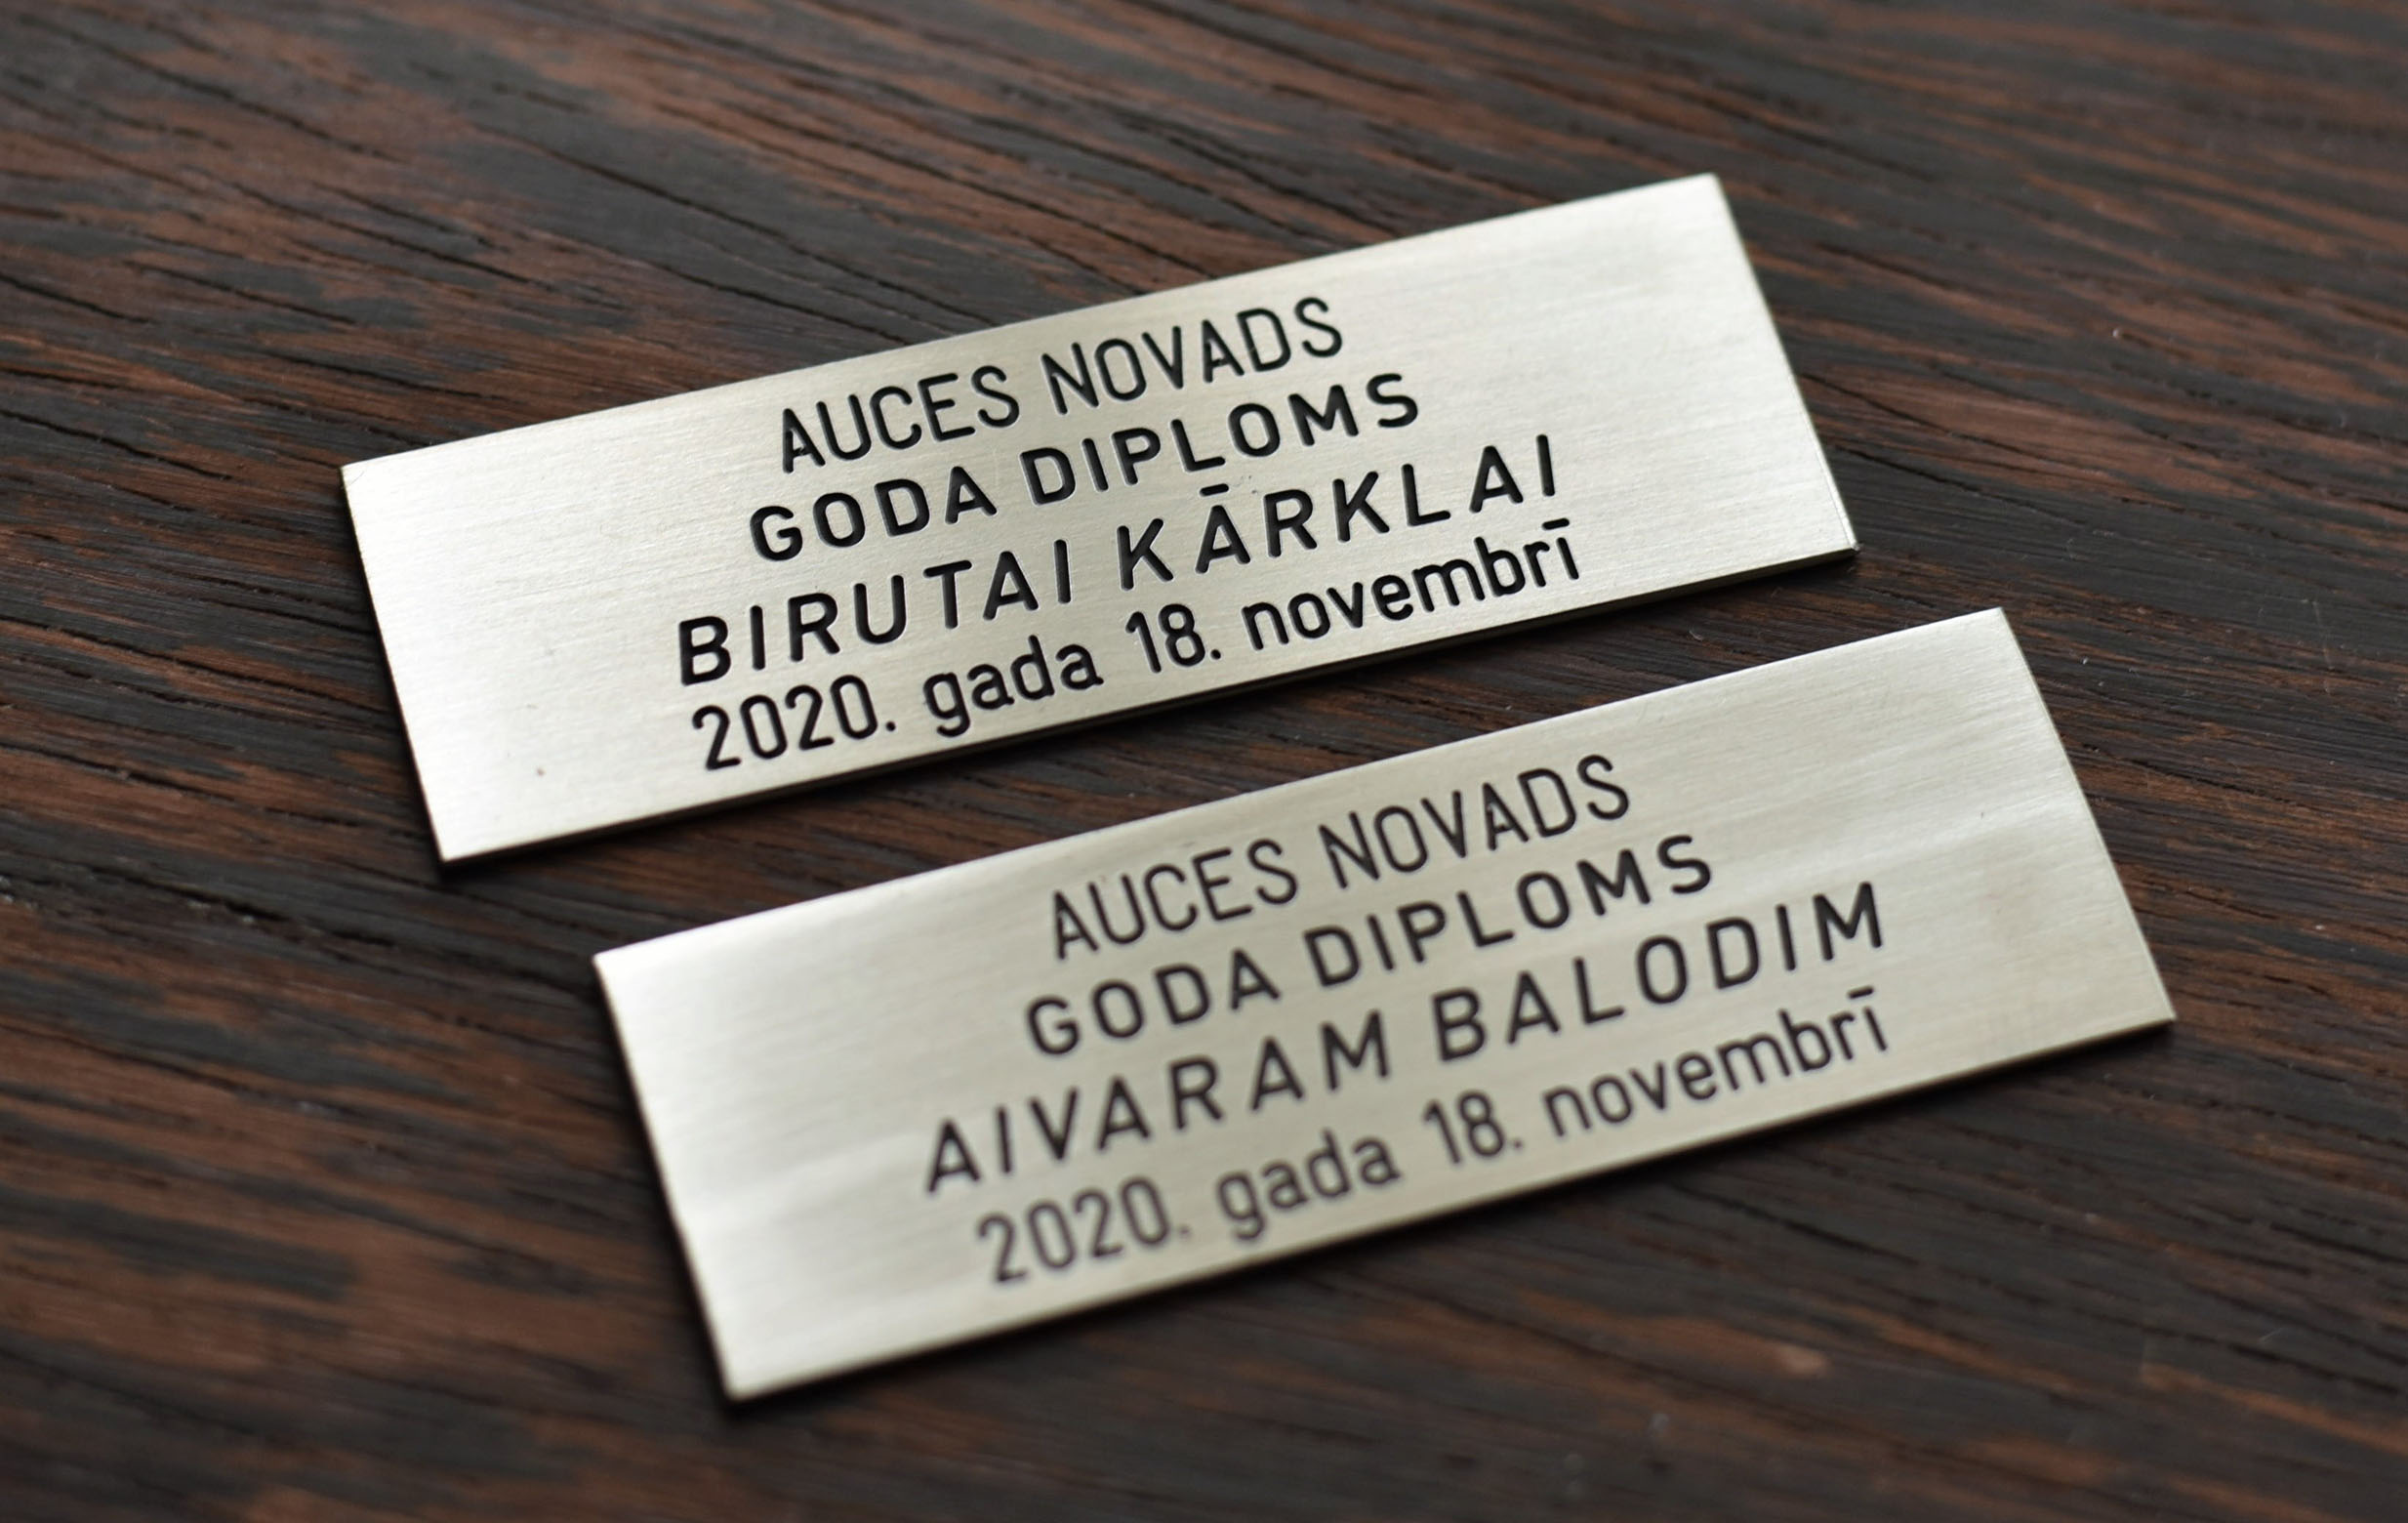 AUCES NOVADS
GODA DIPLOMS
BIRUTAI KĀRKLAI
2020. gada 18. novembrī
AUCES NOVADS
GODA DIPLOMS
AIVARAM BALODIM
2020. gada 18. novembrī